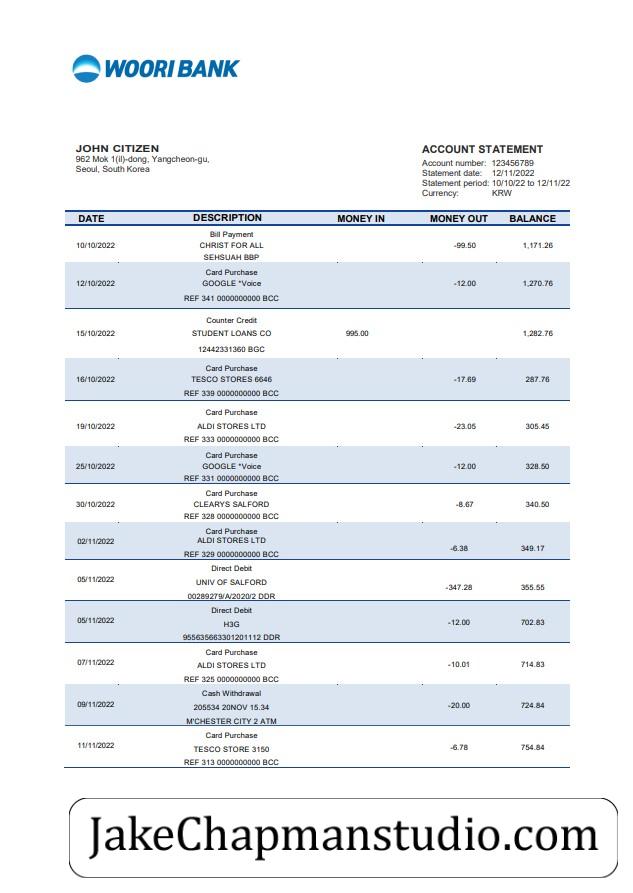 WOORI BANK
JOHN CITIZEN
962 Mok 1(il)-dong, Yangcheon-gu,
Seoul, South Korea
ACCOUNT STATEMENT
Account number: 123456789
Statement date: 12/11/2022
Statement period: 10/10/22 to 12/11/22
Currency: KRW
DATE DESCRIPTION MONEY IN MONEY OUT BALANCE
Bill Payment
10/10/2022 CHRIST FOR ALL -99.50 1,171.26
SEHSUAH BBP
Card Purchase
12/10/2022 GOOGLE *Voice -12.00 1,270.76
REF 341 0000000000 BCC
Counter Credit
15/10/2022 STUDENT LOANS CO 995.00 1,282.76
12442331360 BGC
Card Purchase
16/10/2022 TESCO STORES 6646 -17.69 287.76
REF 339 0000000000 BCC
Card Purchase
19/10/2022 ALDI STORES LTD -23.05 305.45
REF 333 0000000000 BCC
Card Purchase
25/10/2022 GOOGLE *Voice -12.00 328.50
REF 331 0000000000 BCC
Card Purchase
30/10/2022 CLEARYS SALFORD -8.67 340.50
REF 328 0000000000 BCC
Card Purchase
02/11/2022 ALDI STORES LTD -6.38 349.17
REF 329 0000000000 BCC
Direct Debit
05/11/2022 UNIV OF SALFORD -347.28 355.55
00289279/A/2020/2 DDR
Direct Debit
05/11/2022 H3G -12.00 702.83
955635663301201112 DDR
Card Purchase
07/11/2022 ALDI STORES LTD -10.01 714.83
REF 325 0000000000 BCC
Cash Withdrawal
09/11/2022 205534 20NOV 15.34 -20.00 724.84
M'CHESTER CITY 2 ATM
Card Purchase
11/11/2022 TESCO STORE 3150 -6.78 754.84
REF 313 0000000000 BCC
JakeChapmanstudio.com